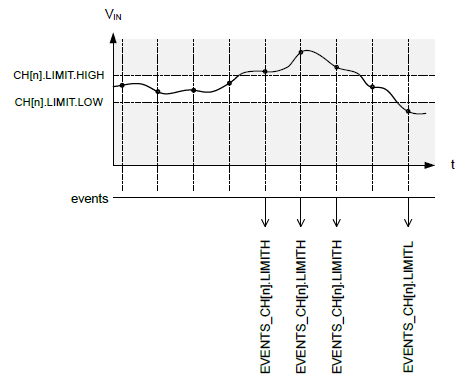 VIN
CH[n].LIMIT.HIGH
CH[n].LIMIT.LOW
t
events
EVENTS_CH[n].LIMITH
EVENTS_CH[n].LIMITH
EVENTS_CH[n].LIMITH
EVENTS_CH[n].LIMITL